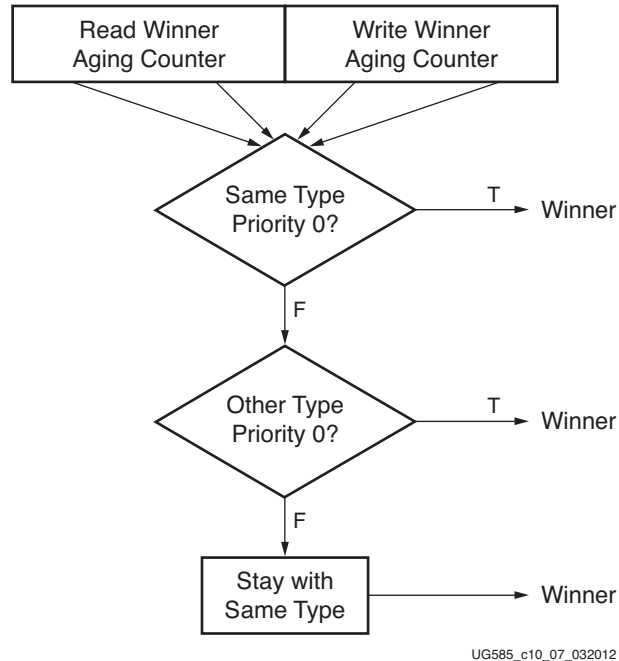 Read Winner
Aging Counter
Write Winner
Aging Counter
Same Type
Priority 0?
T
Winner
F
Other Type
Priority 0?
T
Winner
F
Stay with
Same Type
Winner
UG585_c10_07_032012